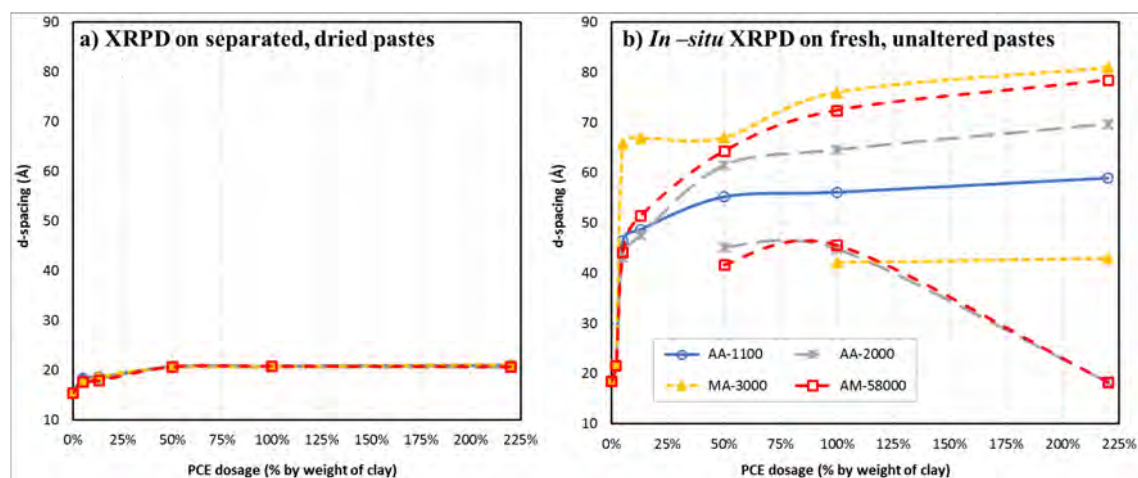 a) XRPD on separated, dried pastes
90
80
70
60
50
40
30
20
10
d-spacing (Å)
0% 25% 50% 75% 100% 125% 150% 175% 200% 225%
PCE dosage (% by weight of clay)
b) In –situ XRPD on fresh, unaltered pastes
90
80
70
60
50
40
30
20
10
d-spacing (Å)
AA-1100 AA-2000
MA-3000 AM-58000
0% 25% 50% 75% 100% 125% 150% 175% 200% 225%
PCE dosage (% by weight of clay)